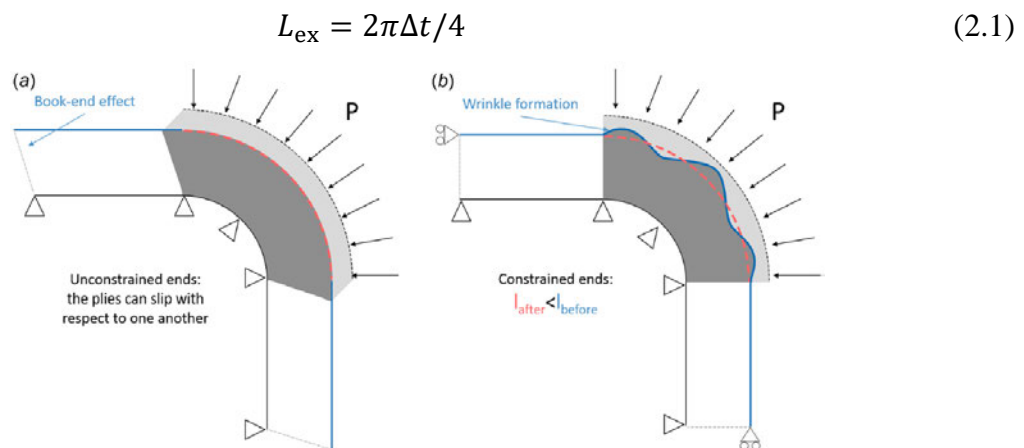 L_ex = 2πΔt/4 (2.1)
(a)
Book-end effect
P
Unconstrained ends:
the plies can slip with
respect to one another
(b)
Wrinkle formation
P
Constrained ends:
l_after<l_before